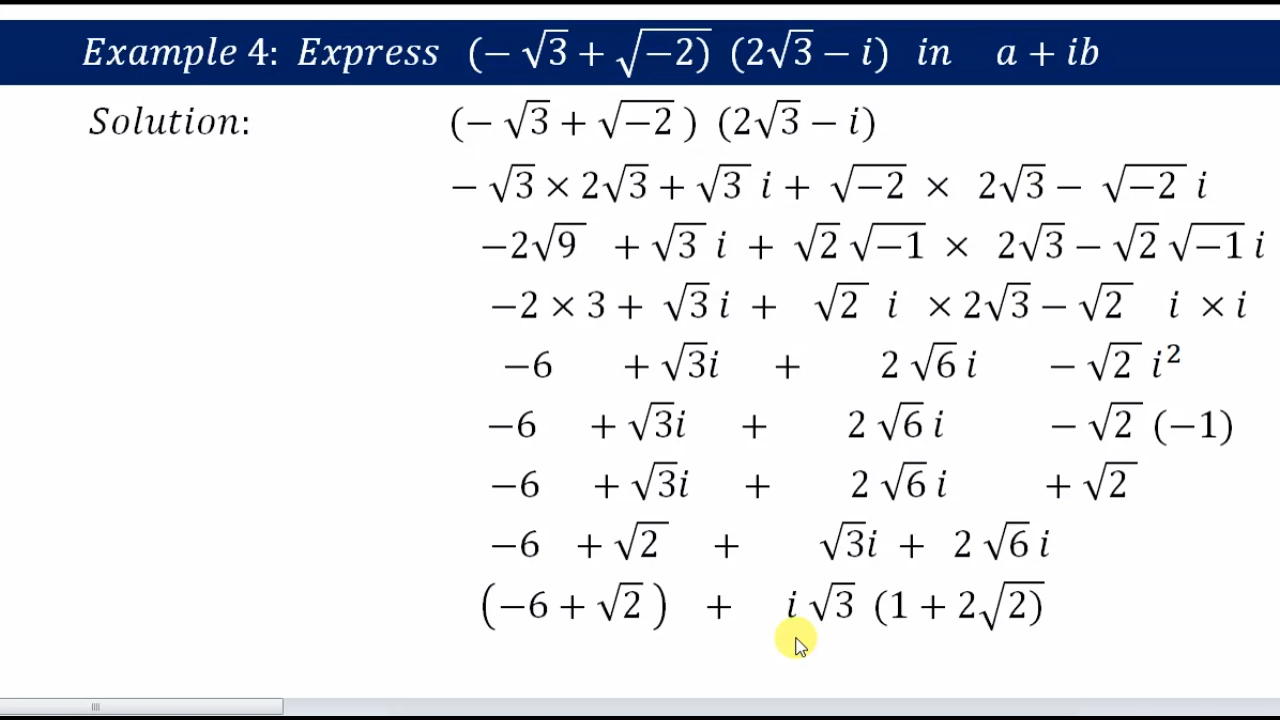 Example 4: Express (−√3 + √−2) (2√3 − i) in a + ib
Solution: (− √3 + √−2 ) (2√3 − i)
− √3 × 2√3 + √3 i + √−2 × 2√3 − √−2 i
−2√9 + √3 i + √2 √−1 × 2√3 − √2 √−1 i
−2 × 3 + √3 i + √2 i × 2√3 − √2 i × i
−6 + √3i + 2 √6 i − √2 i²
−6 + √3i + 2 √6 i − √2 (−1)
−6 + √3i + 2 √6 i + √2
−6 + √2 + √3i + 2 √6 i
(−6 + √2 ) + i √3 (1 + 2√2)